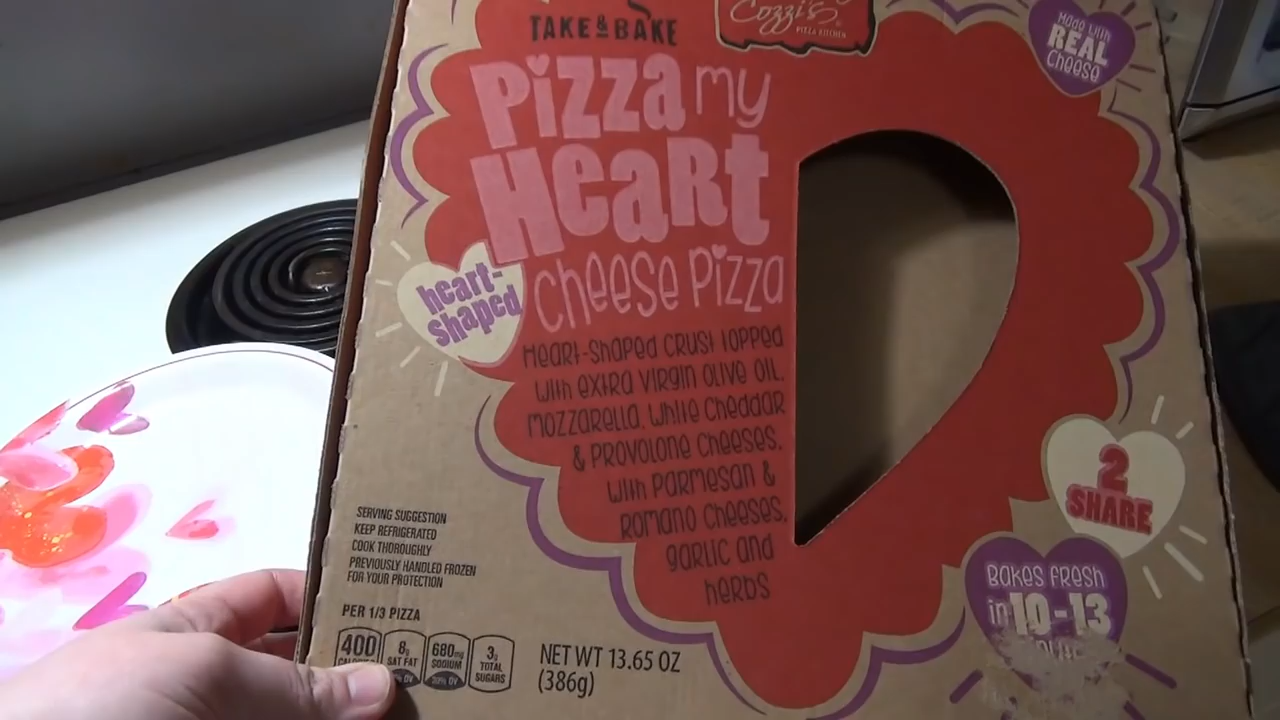 TAKE & BAKE
Cozzi's
PIZZA KITCHEN
Made with
REAL
cheese
Pizza my
Heart
cheese Pizza
heart-
shaped
Heart-shaped crust topped
with extra virgin olive oil,
mozzarella, white cheddar
& provolone cheeses,
with parmesan &
romano cheeses,
garlic and
herbs
2
SHARE
Bakes fresh
in 10-13
SERVING SUGGESTION
KEEP REFRIGERATED
COOK THOROUGHLY
PREVIOUSLY HANDLED FROZEN
FOR YOUR PROTECTION
PER 1/3 PIZZA
400
8g
SAT FAT
680mg
SODIUM
3g
TOTAL
SUGARS
NET WT 13.65 OZ
(386g)